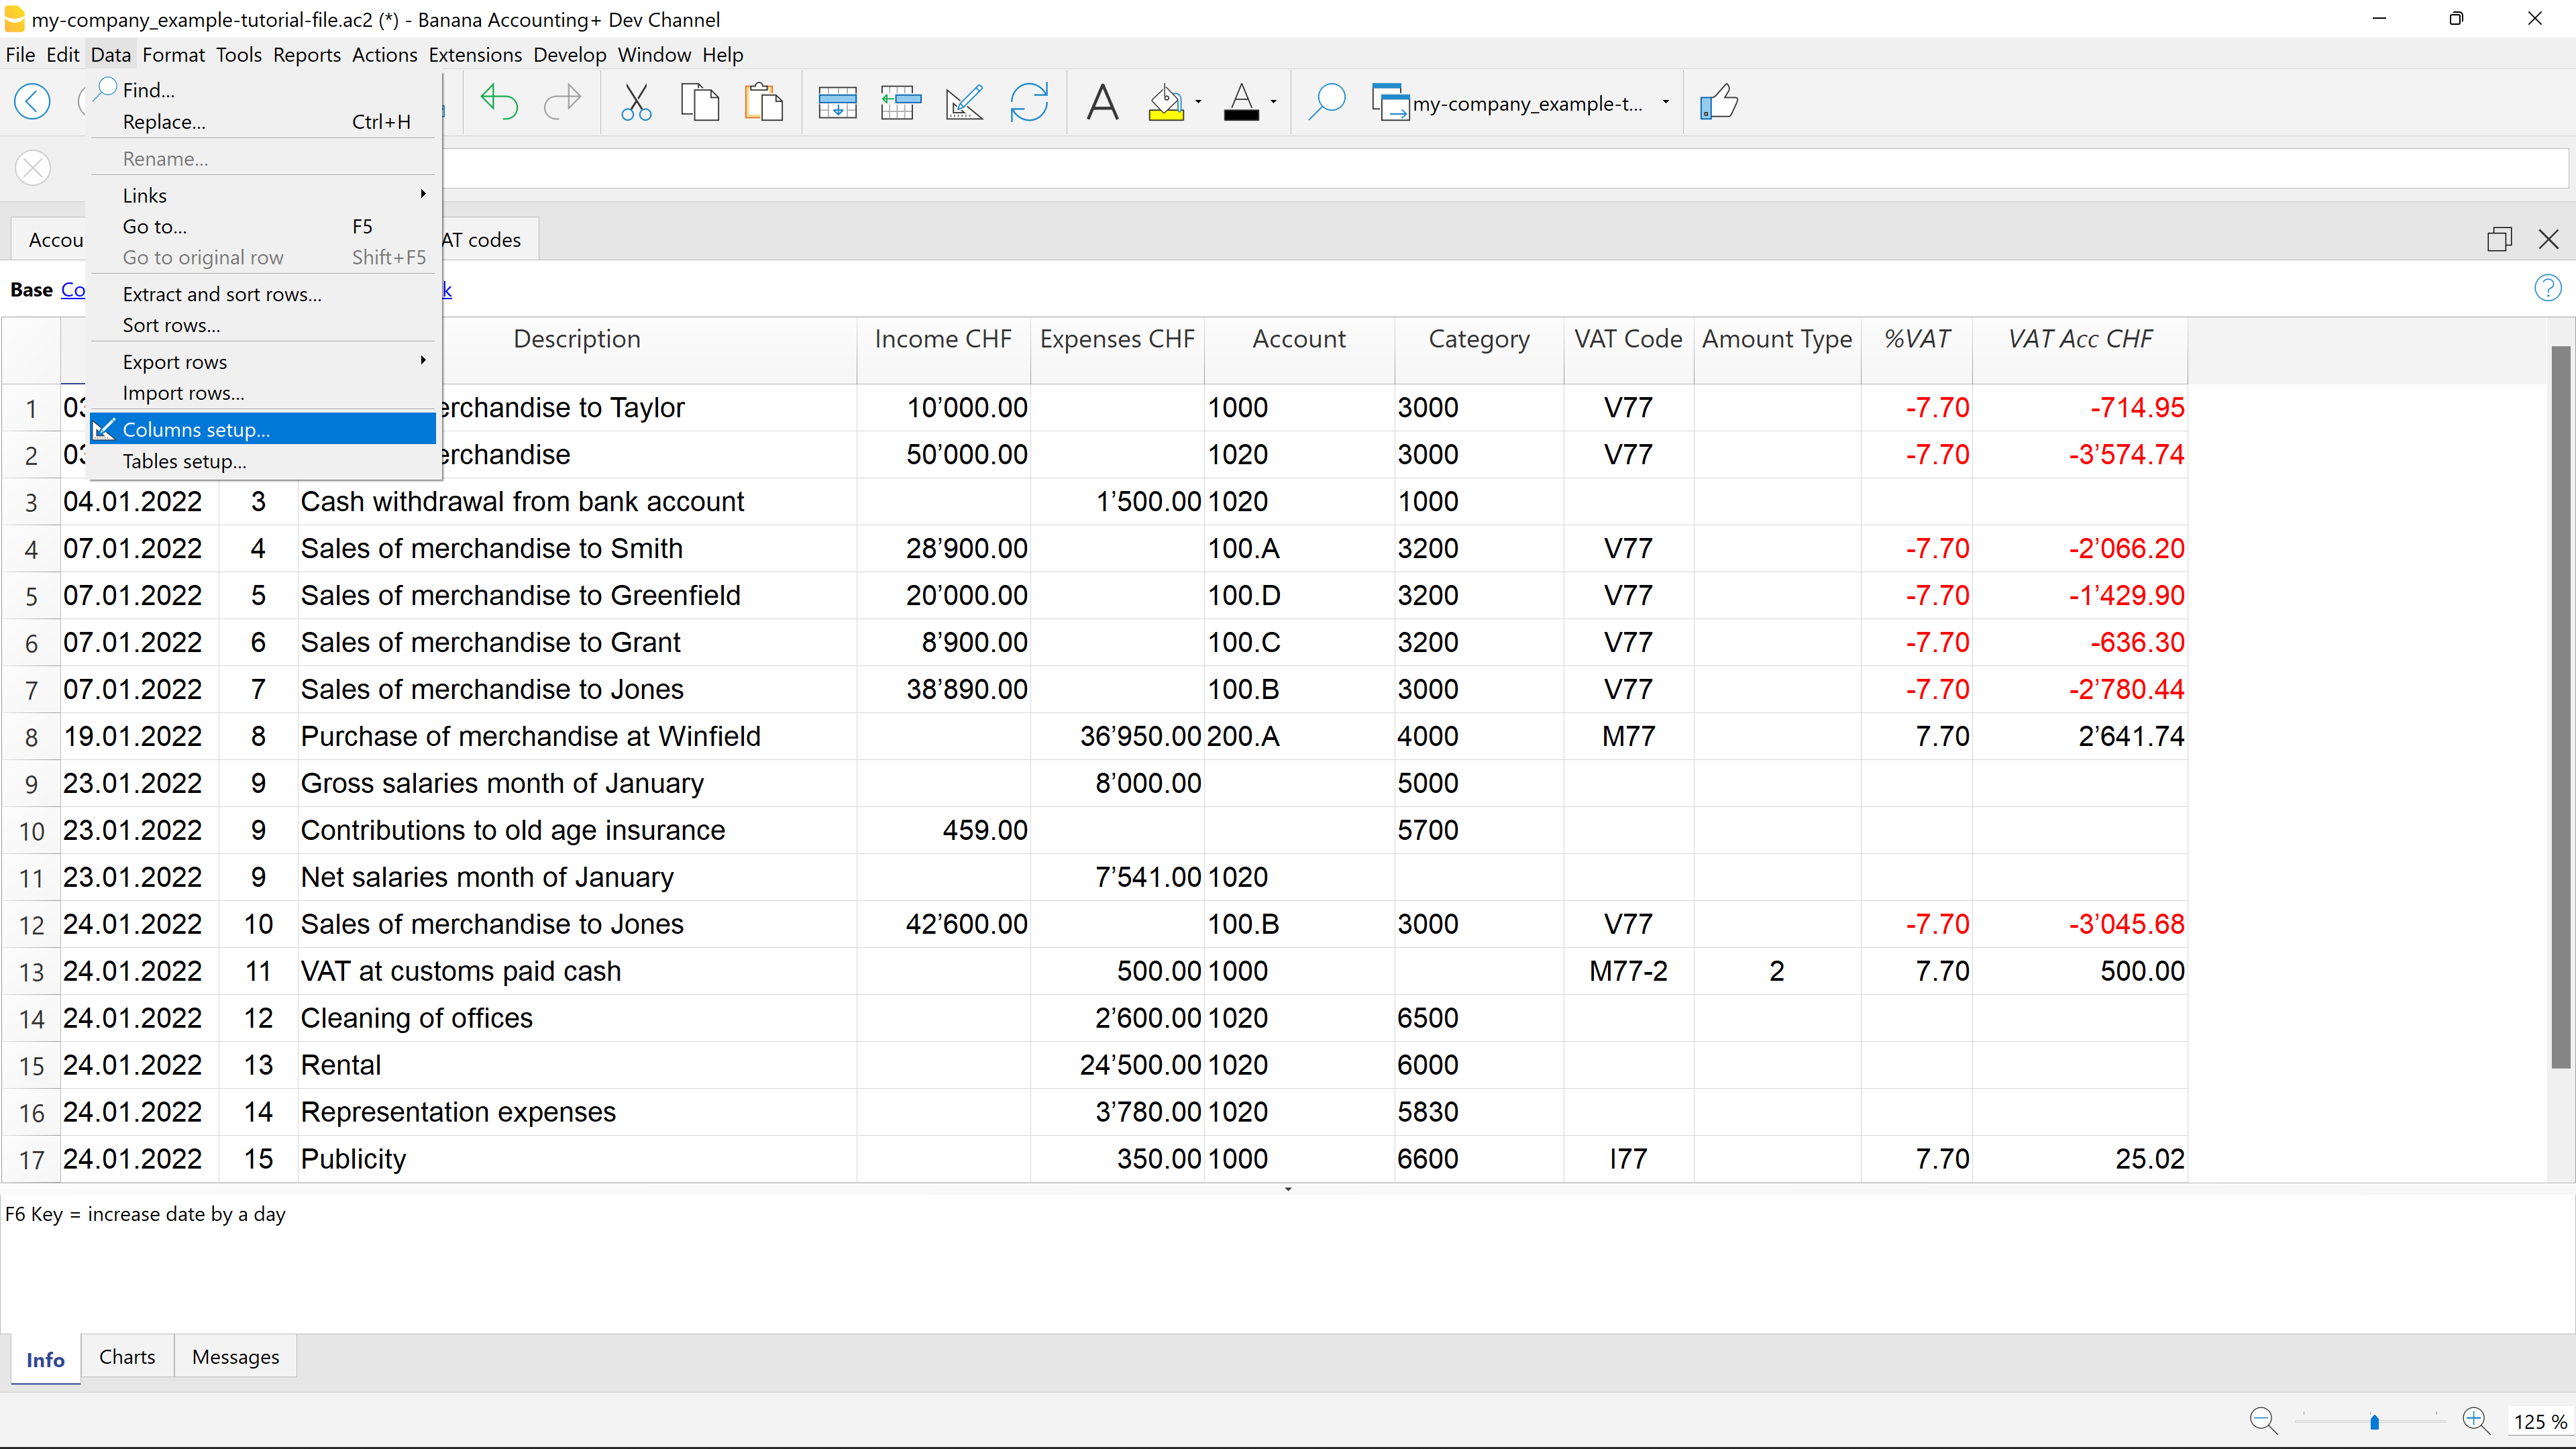 my-company_example-tutorial-file.ac2 (*) - Banana Accounting+ Dev Channel
File Edit Data Format Tools Reports Actions Extensions Develop Window Help
Find...
Replace... Ctrl+H
my-company_example-t...
Rename...
Links
Go to... F5
Go to original row Shift+F5
Accou AT codes
Extract and sort rows...
Sort rows...
Base Co k
Export rows
Import rows...
Columns setup...
Tables setup...
Description Income CHF Expenses CHF Account Category VAT Code Amount Type %VAT VAT Acc CHF
1 03 erchandise to Taylor 10’000.00 1000 3000 V77 -7.70 -714.95
2 03 erchandise 50’000.00 1020 3000 V77 -7.70 -3’574.74
3 04.01.2022 3 Cash withdrawal from bank account 1’500.00 1020 1000
4 07.01.2022 4 Sales of merchandise to Smith 28’900.00 100.A 3200 V77 -7.70 -2’066.20
5 07.01.2022 5 Sales of merchandise to Greenfield 20’000.00 100.D 3200 V77 -7.70 -1’429.90
6 07.01.2022 6 Sales of merchandise to Grant 8’900.00 100.C 3200 V77 -7.70 -636.30
7 07.01.2022 7 Sales of merchandise to Jones 38’890.00 100.B 3000 V77 -7.70 -2’780.44
8 19.01.2022 8 Purchase of merchandise at Winfield 36’950.00 200.A 4000 M77 7.70 2’641.74
9 23.01.2022 9 Gross salaries month of January 8’000.00 5000
10 23.01.2022 9 Contributions to old age insurance 459.00 5700
11 23.01.2022 9 Net salaries month of January 7’541.00 1020
12 24.01.2022 10 Sales of merchandise to Jones 42’600.00 100.B 3000 V77 -7.70 -3’045.68
13 24.01.2022 11 VAT at customs paid cash 500.00 1000 M77-2 2 7.70 500.00
14 24.01.2022 12 Cleaning of offices 2’600.00 1020 6500
15 24.01.2022 13 Rental 24’500.00 1020 6000
16 24.01.2022 14 Representation expenses 3’780.00 1020 5830
17 24.01.2022 15 Publicity 350.00 1000 6600 I77 7.70 25.02
F6 Key = increase date by a day
Info Charts Messages
125 %